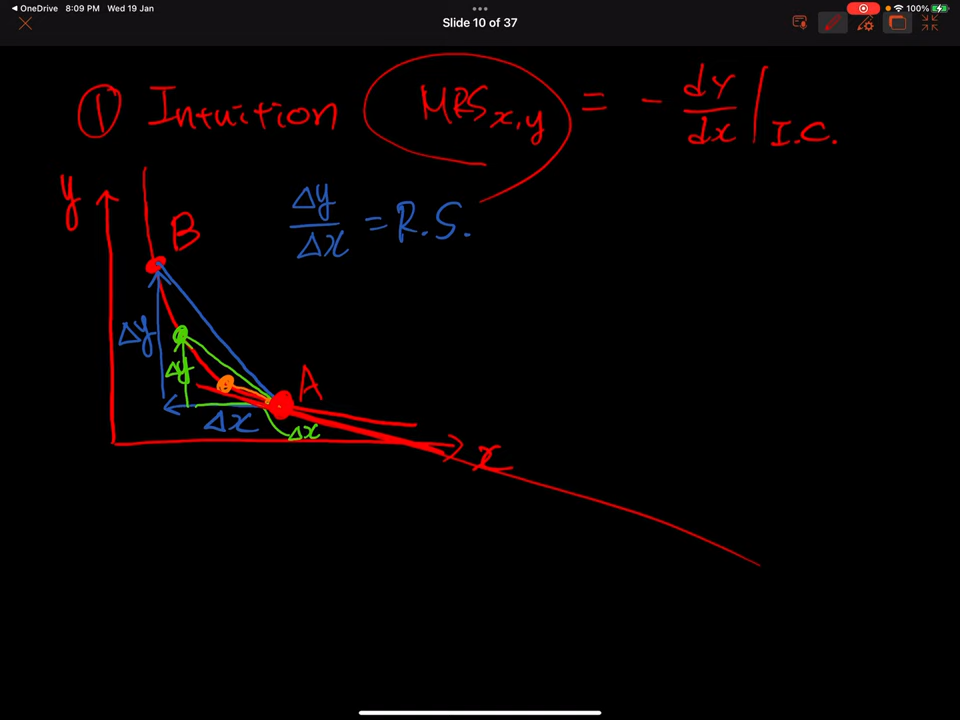 OneDrive 8:09 PM Wed 19 Jan 100%
Slide 10 of 37
① Intuition MRSx,y = - dy/dx | I.C.
y
Δy/Δx = R.S.
B
Δy
Δy
A
Δx
Δx
x